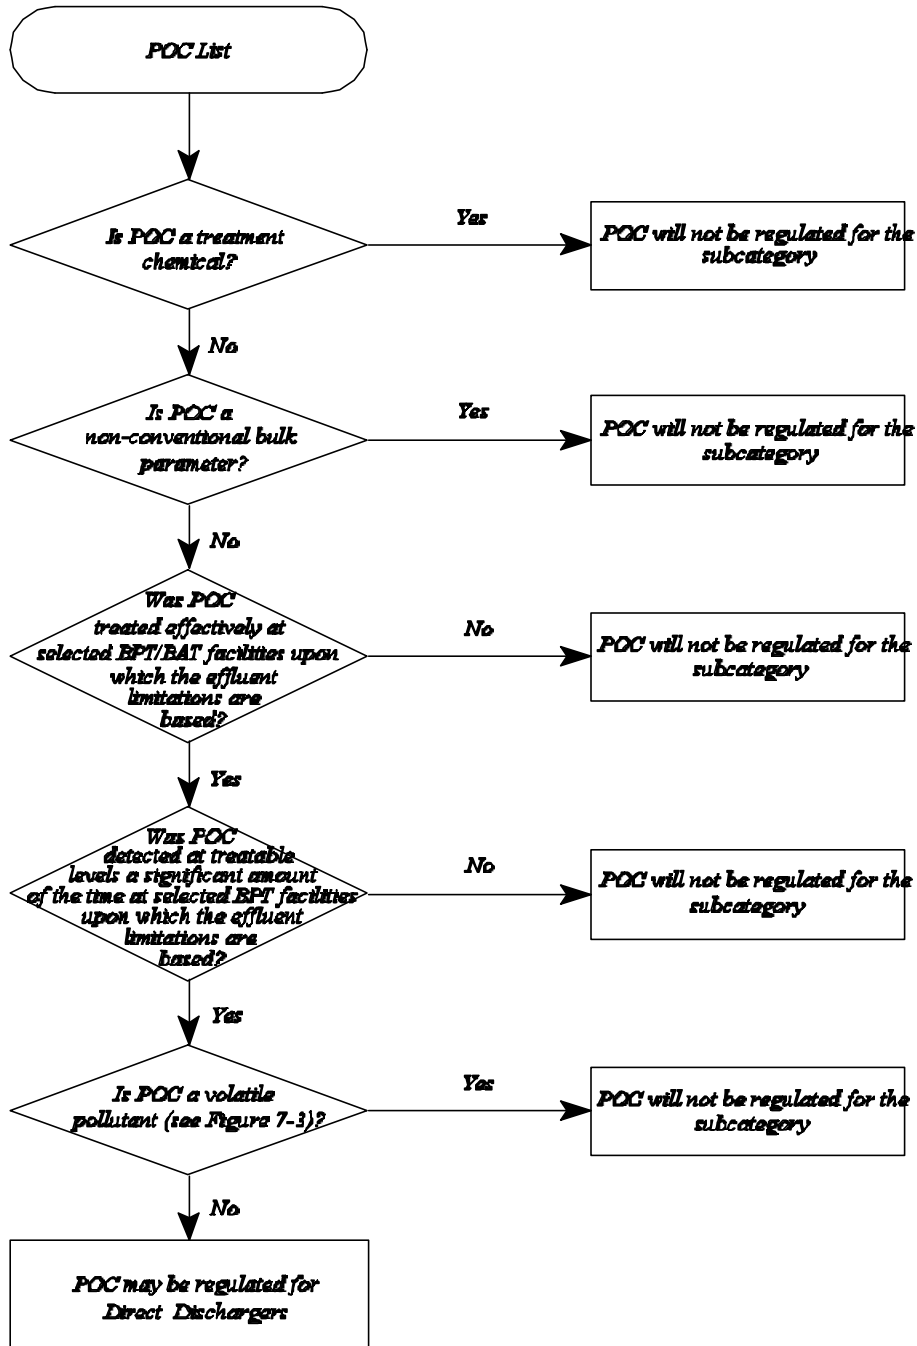 POC List
Is POC a treatment
chemical?
Yes
POC will not be regulated for the
subcategory
No
Is POC a
non-conventional bulk
parameter?
Yes
POC will not be regulated for the
subcategory
No
Was POC
treated effectively at
selected BPT/BAT facilities upon
which the effluent
limitations are
based?
No
POC will not be regulated for the
subcategory
Yes
Was POC
detected at treatable
levels a significant amount
of the time at selected BPT facilities
upon which the effluent
limitations are
based?
No
POC will not be regulated for the
subcategory
Yes
Is POC a volatile
pollutant (see Figure 7-3)?
Yes
POC will not be regulated for the
subcategory
No
POC may be regulated for
Direct Dischargers